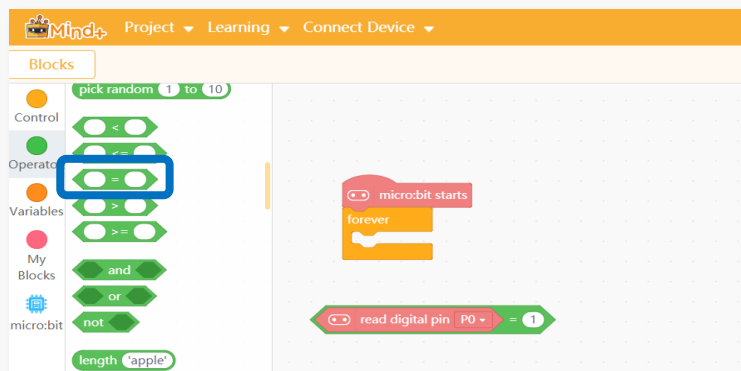 Mind+ Project Learning Connect Device
Blocks
Control
Operator
Variables
My
Blocks
micro:bit
pick random 1 to 10
<
<=
=
>
>=
and
or
not
length 'apple'
micro:bit starts
forever
read digital pin P0 = 1